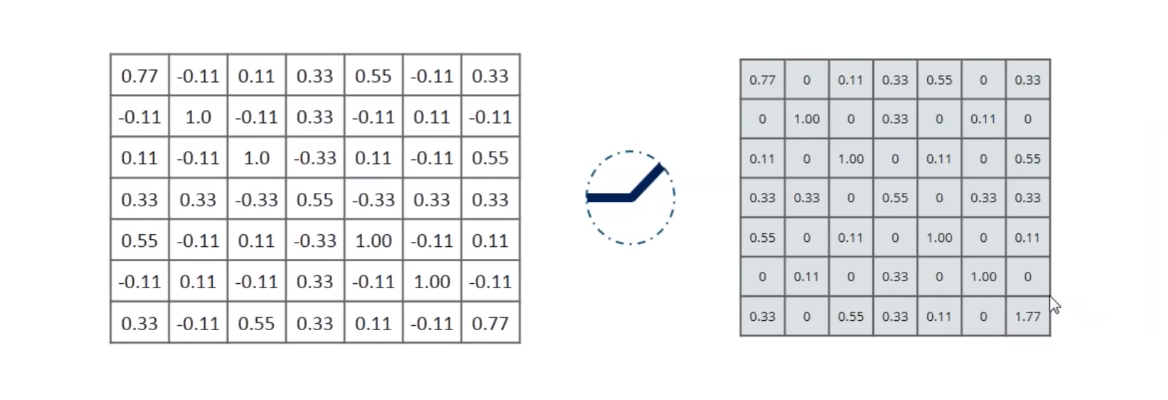 0.77 -0.11 0.11 0.33 0.55 -0.11 0.33
-0.11 1.0 -0.11 0.33 -0.11 0.11 -0.11
0.11 -0.11 1.0 -0.33 0.11 -0.11 0.55
0.33 0.33 -0.33 0.55 -0.33 0.33 0.33
0.55 -0.11 0.11 -0.33 1.00 -0.11 0.11
-0.11 0.11 -0.11 0.33 -0.11 1.00 -0.11
0.33 -0.11 0.55 0.33 0.11 -0.11 0.77
0.77 0 0.11 0.33 0.55 0 0.33
0 1.00 0 0.33 0 0.11 0
0.11 0 1.00 0 0.11 0 0.55
0.33 0.33 0 0.55 0 0.33 0.33
0.55 0 0.11 0 1.00 0 0.11
0 0.11 0 0.33 0 1.00 0
0.33 0 0.55 0.33 0.11 0 1.77